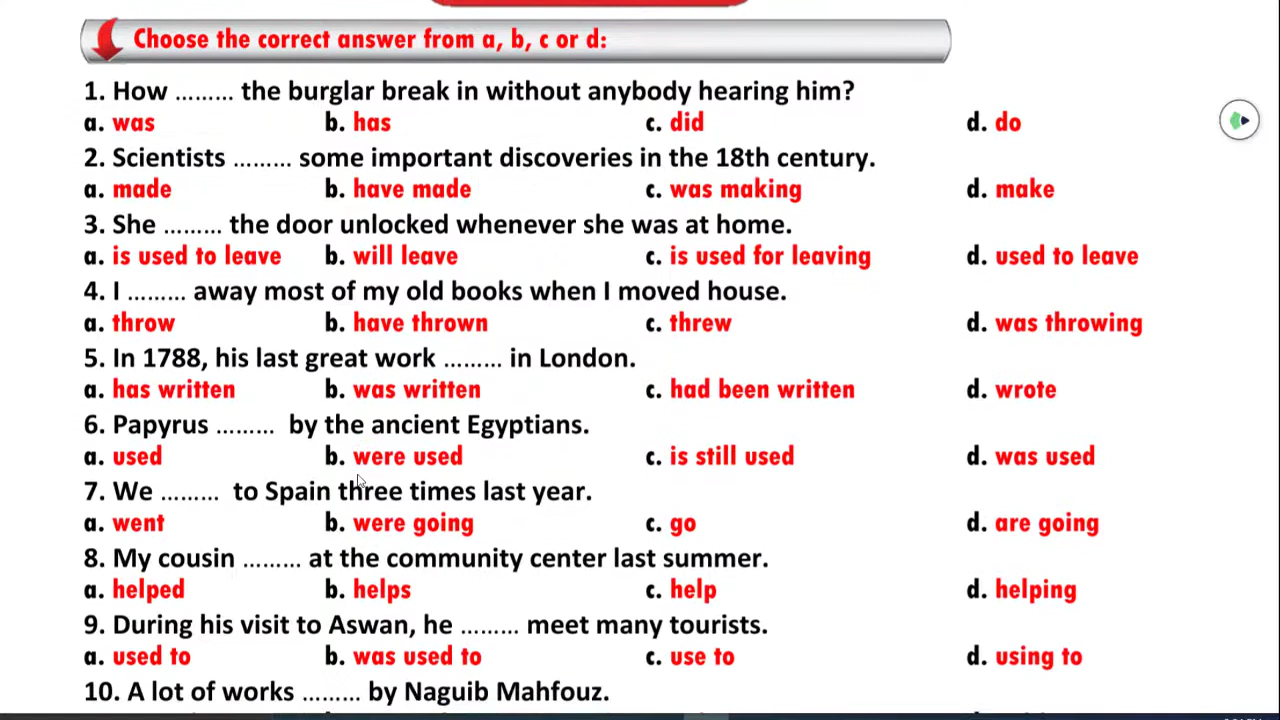 Choose the correct answer from a, b, c or d:
1. How ......... the burglar break in without anybody hearing him?
a. was b. has c. did d. do
2. Scientists ......... some important discoveries in the 18th century.
a. made b. have made c. was making d. make
3. She ......... the door unlocked whenever she was at home.
a. is used to leave b. will leave c. is used for leaving d. used to leave
4. I ......... away most of my old books when I moved house.
a. throw b. have thrown c. threw d. was throwing
5. In 1788, his last great work ......... in London.
a. has written b. was written c. had been written d. wrote
6. Papyrus ......... by the ancient Egyptians.
a. used b. were used c. is still used d. was used
7. We ......... to Spain three times last year.
a. went b. were going c. go d. are going
8. My cousin ......... at the community center last summer.
a. helped b. helps c. help d. helping
9. During his visit to Aswan, he ......... meet many tourists.
a. used to b. was used to c. use to d. using to
10. A lot of works ......... by Naguib Mahfouz.